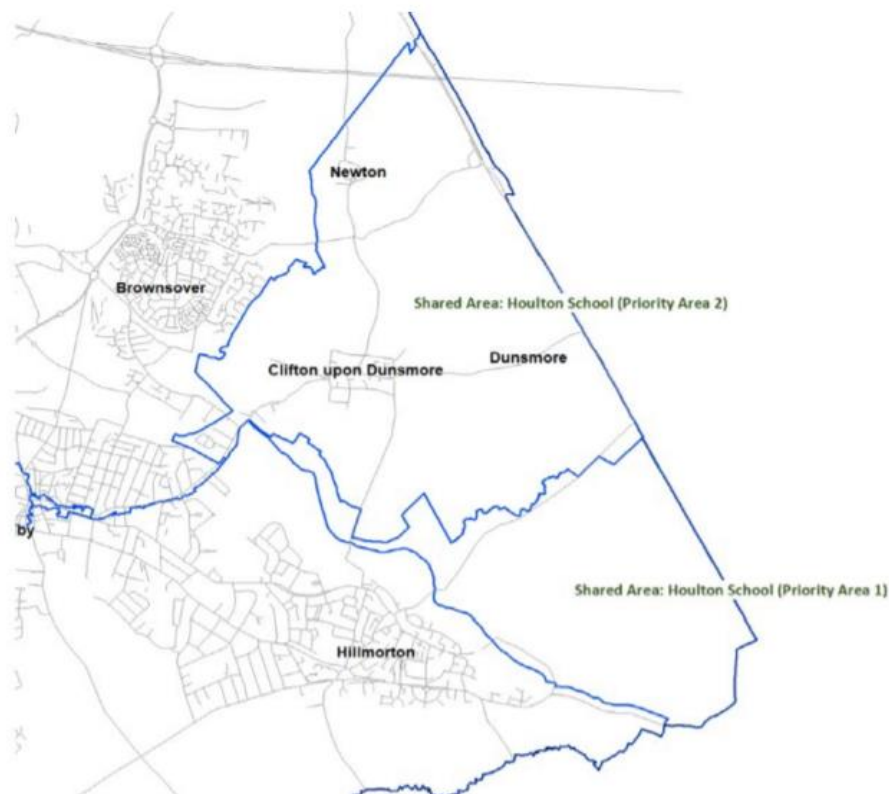 Newton
Brownsover
Shared Area: Houlton School (Priority Area 2)
Dunsmore
Clifton upon Dunsmore
by
Shared Area: Houlton School (Priority Area 1)
Hillmorton